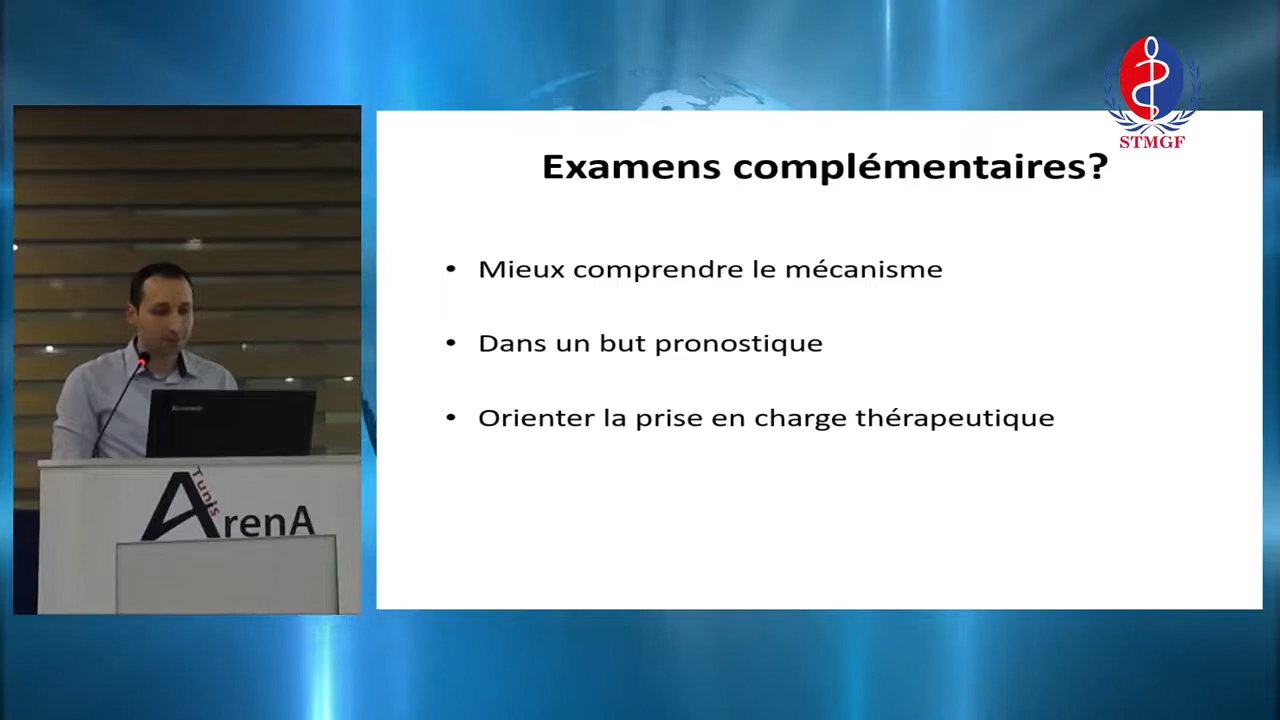 STMGF
Examens complémentaires?
• Mieux comprendre le mécanisme
• Dans un but pronostique
• Orienter la prise en charge thérapeutique
Tunis
ArenA